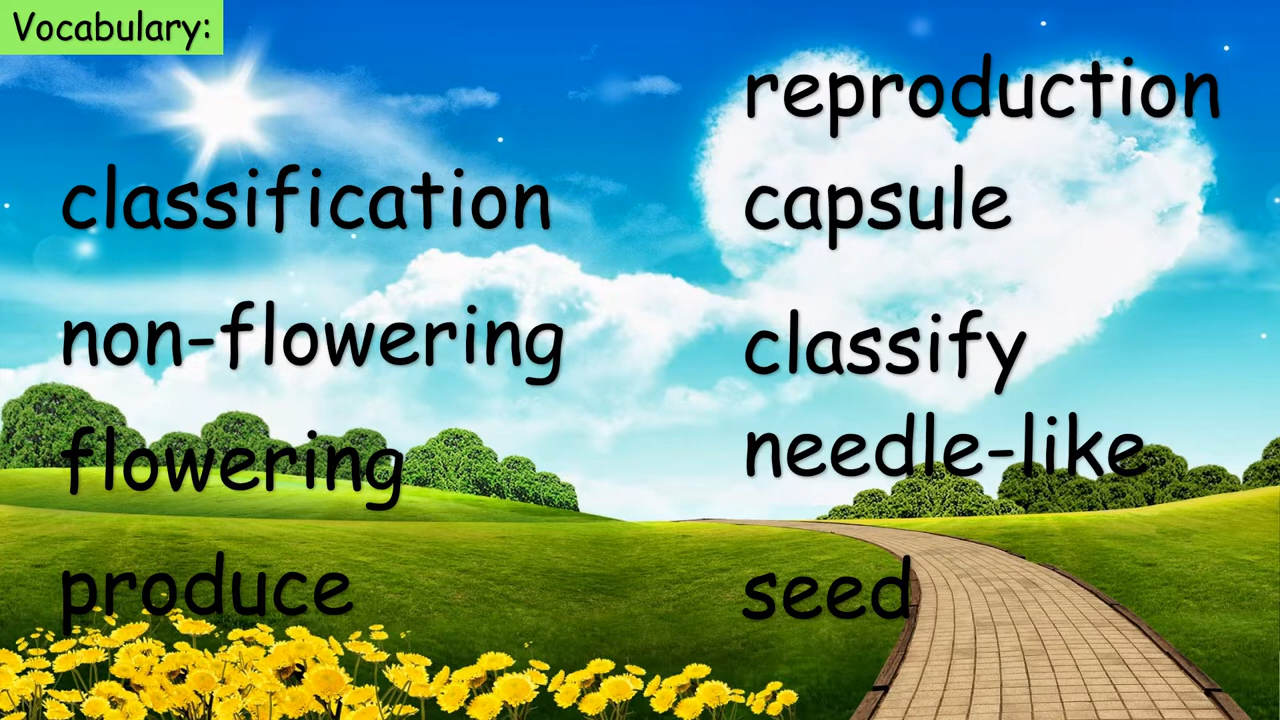 Vocabulary:
classification
non-flowering
flowering
produce
reproduction
capsule
classify
needle-like
seed